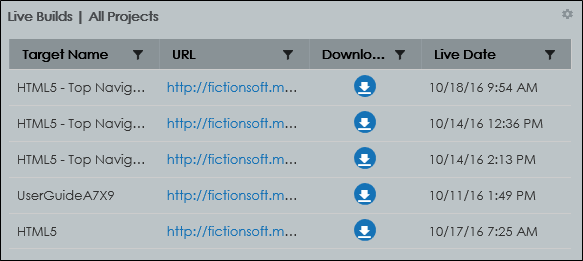 Live Builds | All Projects
Target Name URL Downlo... Live Date
HTML5 - Top Navig... http://fictionsoft.m... 10/18/16 9:54 AM
HTML5 - Top Navig... http://fictionsoft.m... 10/14/16 12:36 PM
HTML5 - Top Navig... http://fictionsoft.m... 10/14/16 2:13 PM
UserGuideA7X9 http://fictionsoft.m... 10/11/16 1:49 PM
HTML5 http://fictionsoft.m... 10/17/16 7:25 AM